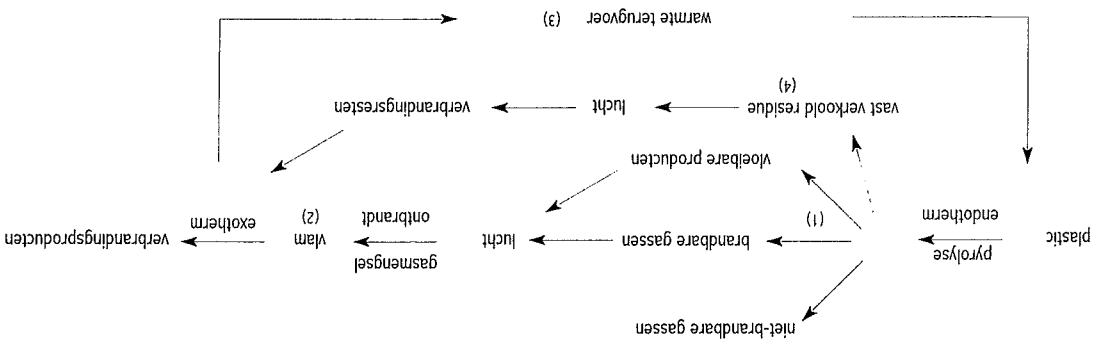 niet-brandbare gassen
plastic
pyrolyse
endotherm
(1)
brandbare gassen
lucht
gasmengsel
ontbrandt
vlam
(2)
exotherm
verbrandingsproducten
vloeibare producten
vast verkoold residue
(4)
lucht
verbrandingsresten
warmte terugvoer (3)